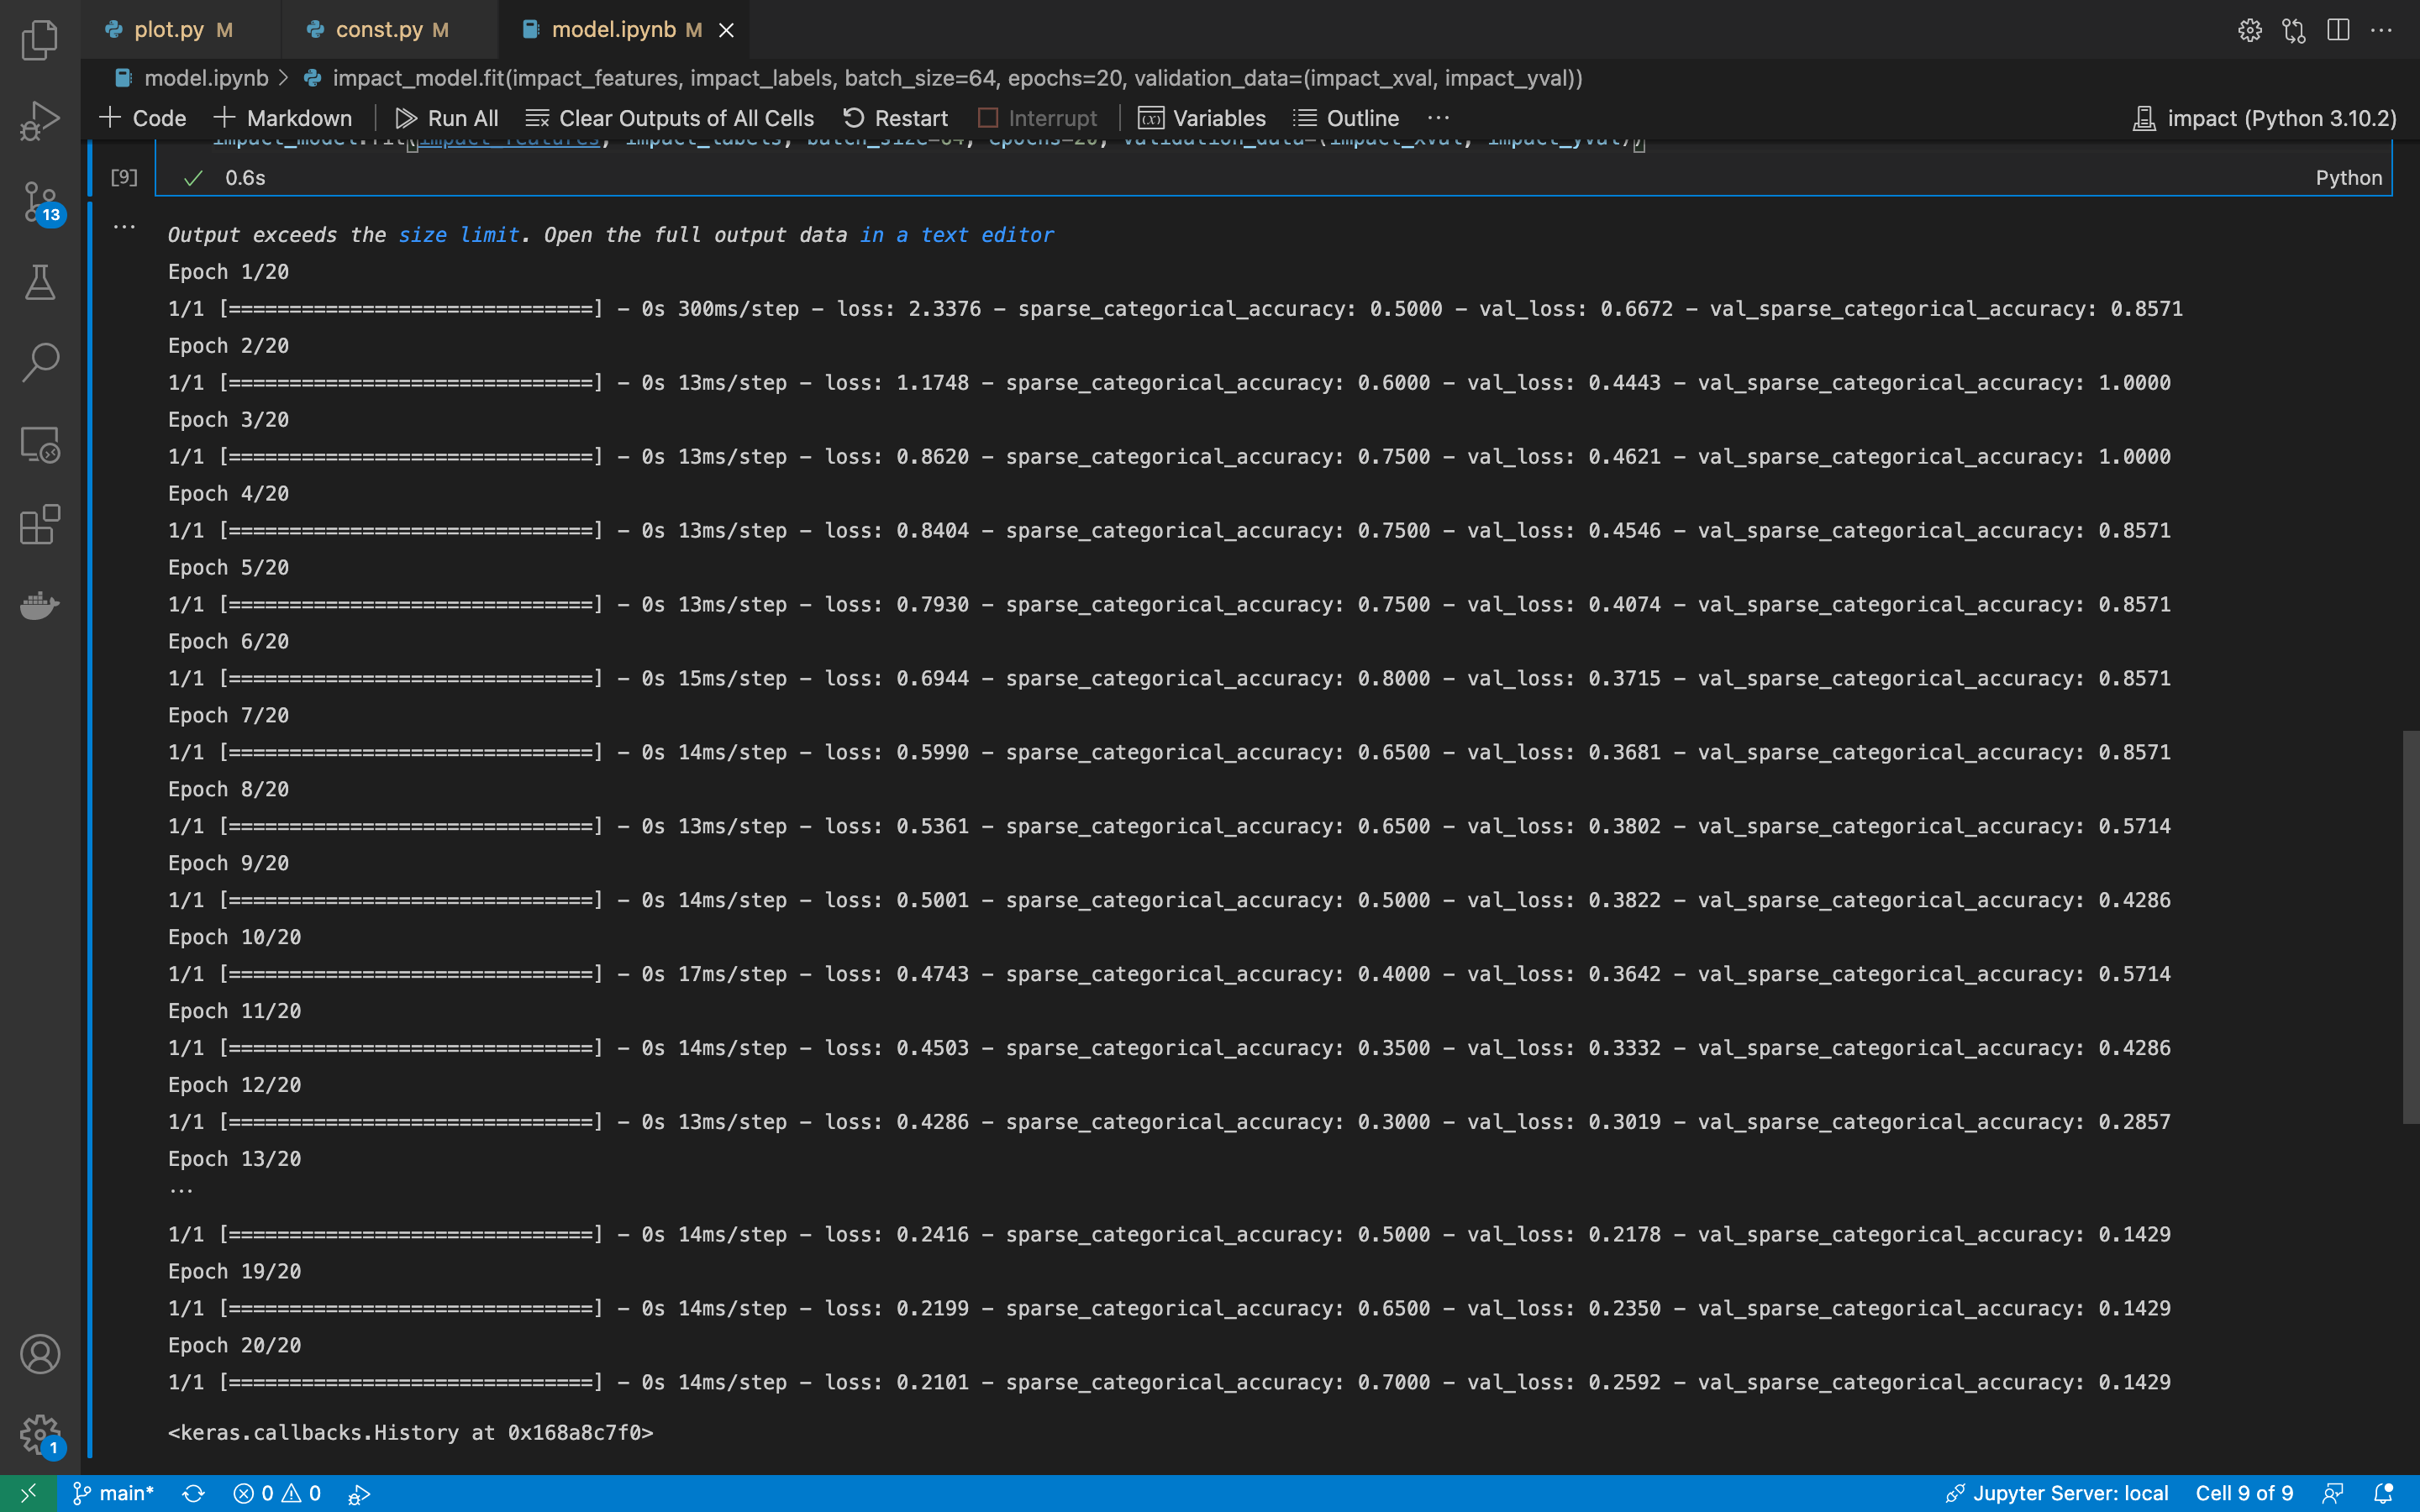 plot.py M
const.py M
model.ipynb M
model.ipynb > impact_model.fit(impact_features, impact_labels, batch_size=64, epochs=20, validation_data=(impact_xval, impact_yval))
+ Code + Markdown Run All Clear Outputs of All Cells Restart Interrupt Variables Outline ... impact (Python 3.10.2)
impact_model.fit(impact_features, impact_labels, batch_size=64, epochs=20, validation_data=(impact_xval, impact_yval))
[9] ✓ 0.6s Python
13
... Output exceeds the size limit. Open the full output data in a text editor
Epoch 1/20
1/1 [==============================] - 0s 300ms/step - loss: 2.3376 - sparse_categorical_accuracy: 0.5000 - val_loss: 0.6672 - val_sparse_categorical_accuracy: 0.8571
Epoch 2/20
1/1 [==============================] - 0s 13ms/step - loss: 1.1748 - sparse_categorical_accuracy: 0.6000 - val_loss: 0.4443 - val_sparse_categorical_accuracy: 1.0000
Epoch 3/20
1/1 [==============================] - 0s 13ms/step - loss: 0.8620 - sparse_categorical_accuracy: 0.7500 - val_loss: 0.4621 - val_sparse_categorical_accuracy: 1.0000
Epoch 4/20
1/1 [==============================] - 0s 13ms/step - loss: 0.8404 - sparse_categorical_accuracy: 0.7500 - val_loss: 0.4546 - val_sparse_categorical_accuracy: 0.8571
Epoch 5/20
1/1 [==============================] - 0s 13ms/step - loss: 0.7930 - sparse_categorical_accuracy: 0.7500 - val_loss: 0.4074 - val_sparse_categorical_accuracy: 0.8571
Epoch 6/20
1/1 [==============================] - 0s 15ms/step - loss: 0.6944 - sparse_categorical_accuracy: 0.8000 - val_loss: 0.3715 - val_sparse_categorical_accuracy: 0.8571
Epoch 7/20
1/1 [==============================] - 0s 14ms/step - loss: 0.5990 - sparse_categorical_accuracy: 0.6500 - val_loss: 0.3681 - val_sparse_categorical_accuracy: 0.8571
Epoch 8/20
1/1 [==============================] - 0s 13ms/step - loss: 0.5361 - sparse_categorical_accuracy: 0.6500 - val_loss: 0.3802 - val_sparse_categorical_accuracy: 0.5714
Epoch 9/20
1/1 [==============================] - 0s 14ms/step - loss: 0.5001 - sparse_categorical_accuracy: 0.5000 - val_loss: 0.3822 - val_sparse_categorical_accuracy: 0.4286
Epoch 10/20
1/1 [==============================] - 0s 17ms/step - loss: 0.4743 - sparse_categorical_accuracy: 0.4000 - val_loss: 0.3642 - val_sparse_categorical_accuracy: 0.5714
Epoch 11/20
1/1 [==============================] - 0s 14ms/step - loss: 0.4503 - sparse_categorical_accuracy: 0.3500 - val_loss: 0.3332 - val_sparse_categorical_accuracy: 0.4286
Epoch 12/20
1/1 [==============================] - 0s 13ms/step - loss: 0.4286 - sparse_categorical_accuracy: 0.3000 - val_loss: 0.3019 - val_sparse_categorical_accuracy: 0.2857
Epoch 13/20
...
1/1 [==============================] - 0s 14ms/step - loss: 0.2416 - sparse_categorical_accuracy: 0.5000 - val_loss: 0.2178 - val_sparse_categorical_accuracy: 0.1429
Epoch 19/20
1/1 [==============================] - 0s 14ms/step - loss: 0.2199 - sparse_categorical_accuracy: 0.6500 - val_loss: 0.2350 - val_sparse_categorical_accuracy: 0.1429
Epoch 20/20
1/1 [==============================] - 0s 14ms/step - loss: 0.2101 - sparse_categorical_accuracy: 0.7000 - val_loss: 0.2592 - val_sparse_categorical_accuracy: 0.1429
<keras.callbacks.History at 0x168a8c7f0>
1
main* 0 0 Jupyter Server: local Cell 9 of 9